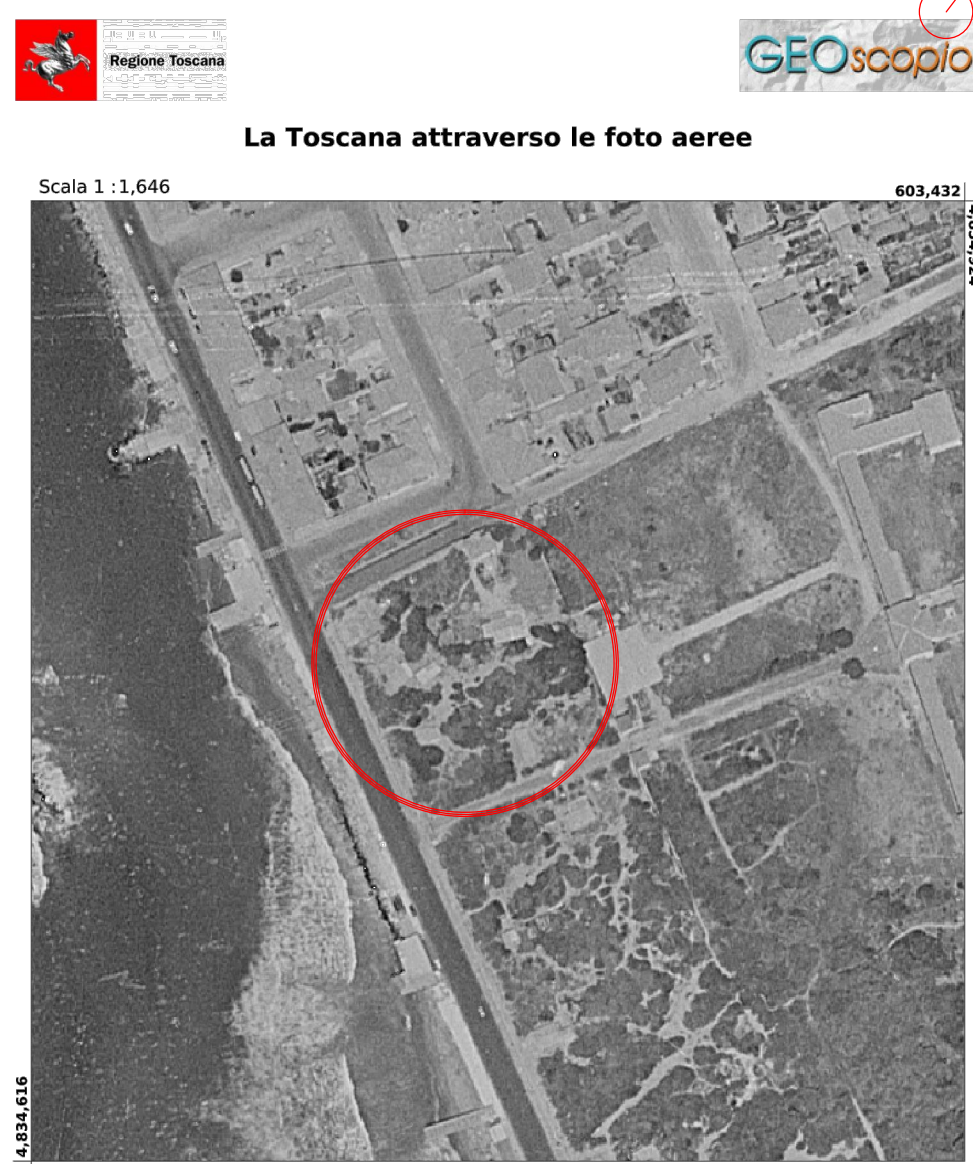 Regione Toscana
GEOscopio
La Toscana attraverso le foto aeree
Scala 1 :1,646
603,432
4,834,616